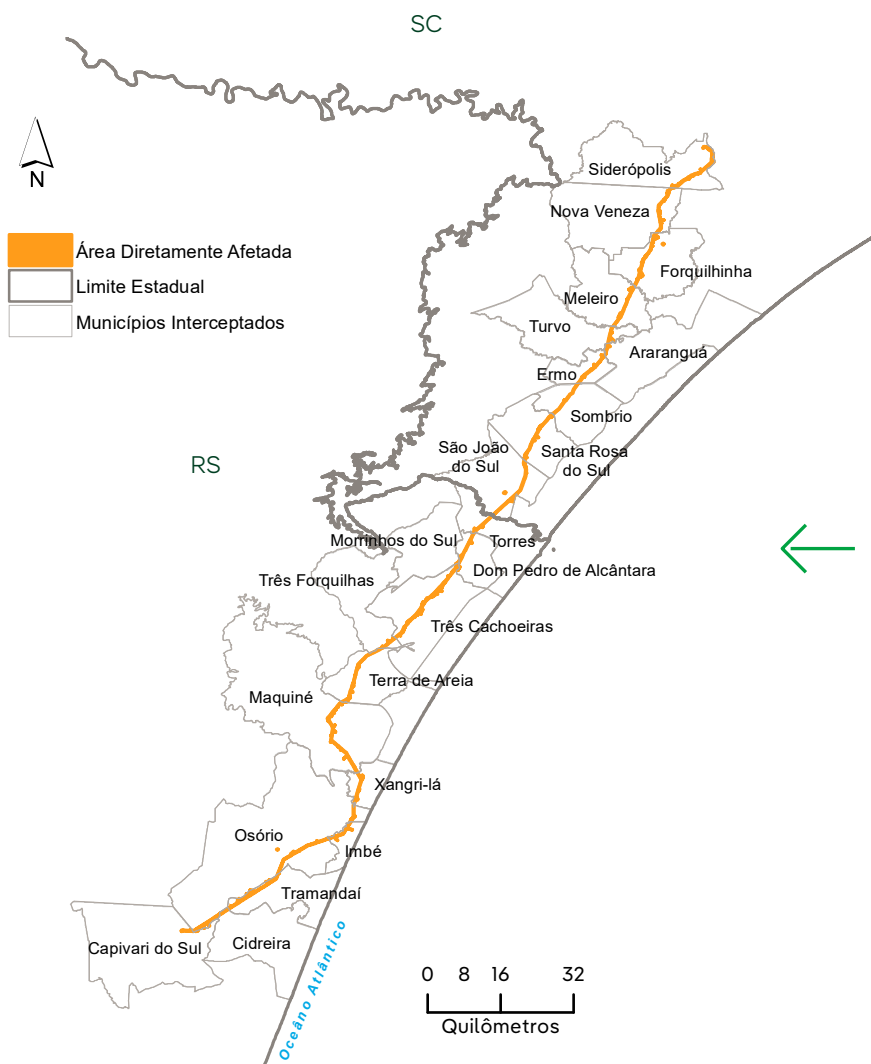 SC
N
Siderópolis
Nova Veneza
Área Diretamente Afetada
Forquilhinha
Limite Estadual
Meleiro
Municípios Interceptados
Turvo
Araranguá
Ermo
Sombrio
São João
do Sul
Santa Rosa
do Sul
RS
Morrinhos do Sul
Torres
Dom Pedro de Alcântara
Três Forquilhas
Três Cachoeiras
Terra de Areia
Maquiné
Xangri-lá
Osório
Imbé
Tramandaí
Capivari do Sul
Cidreira
Oceâno Atlântico
0 8 16 32
Quilômetros